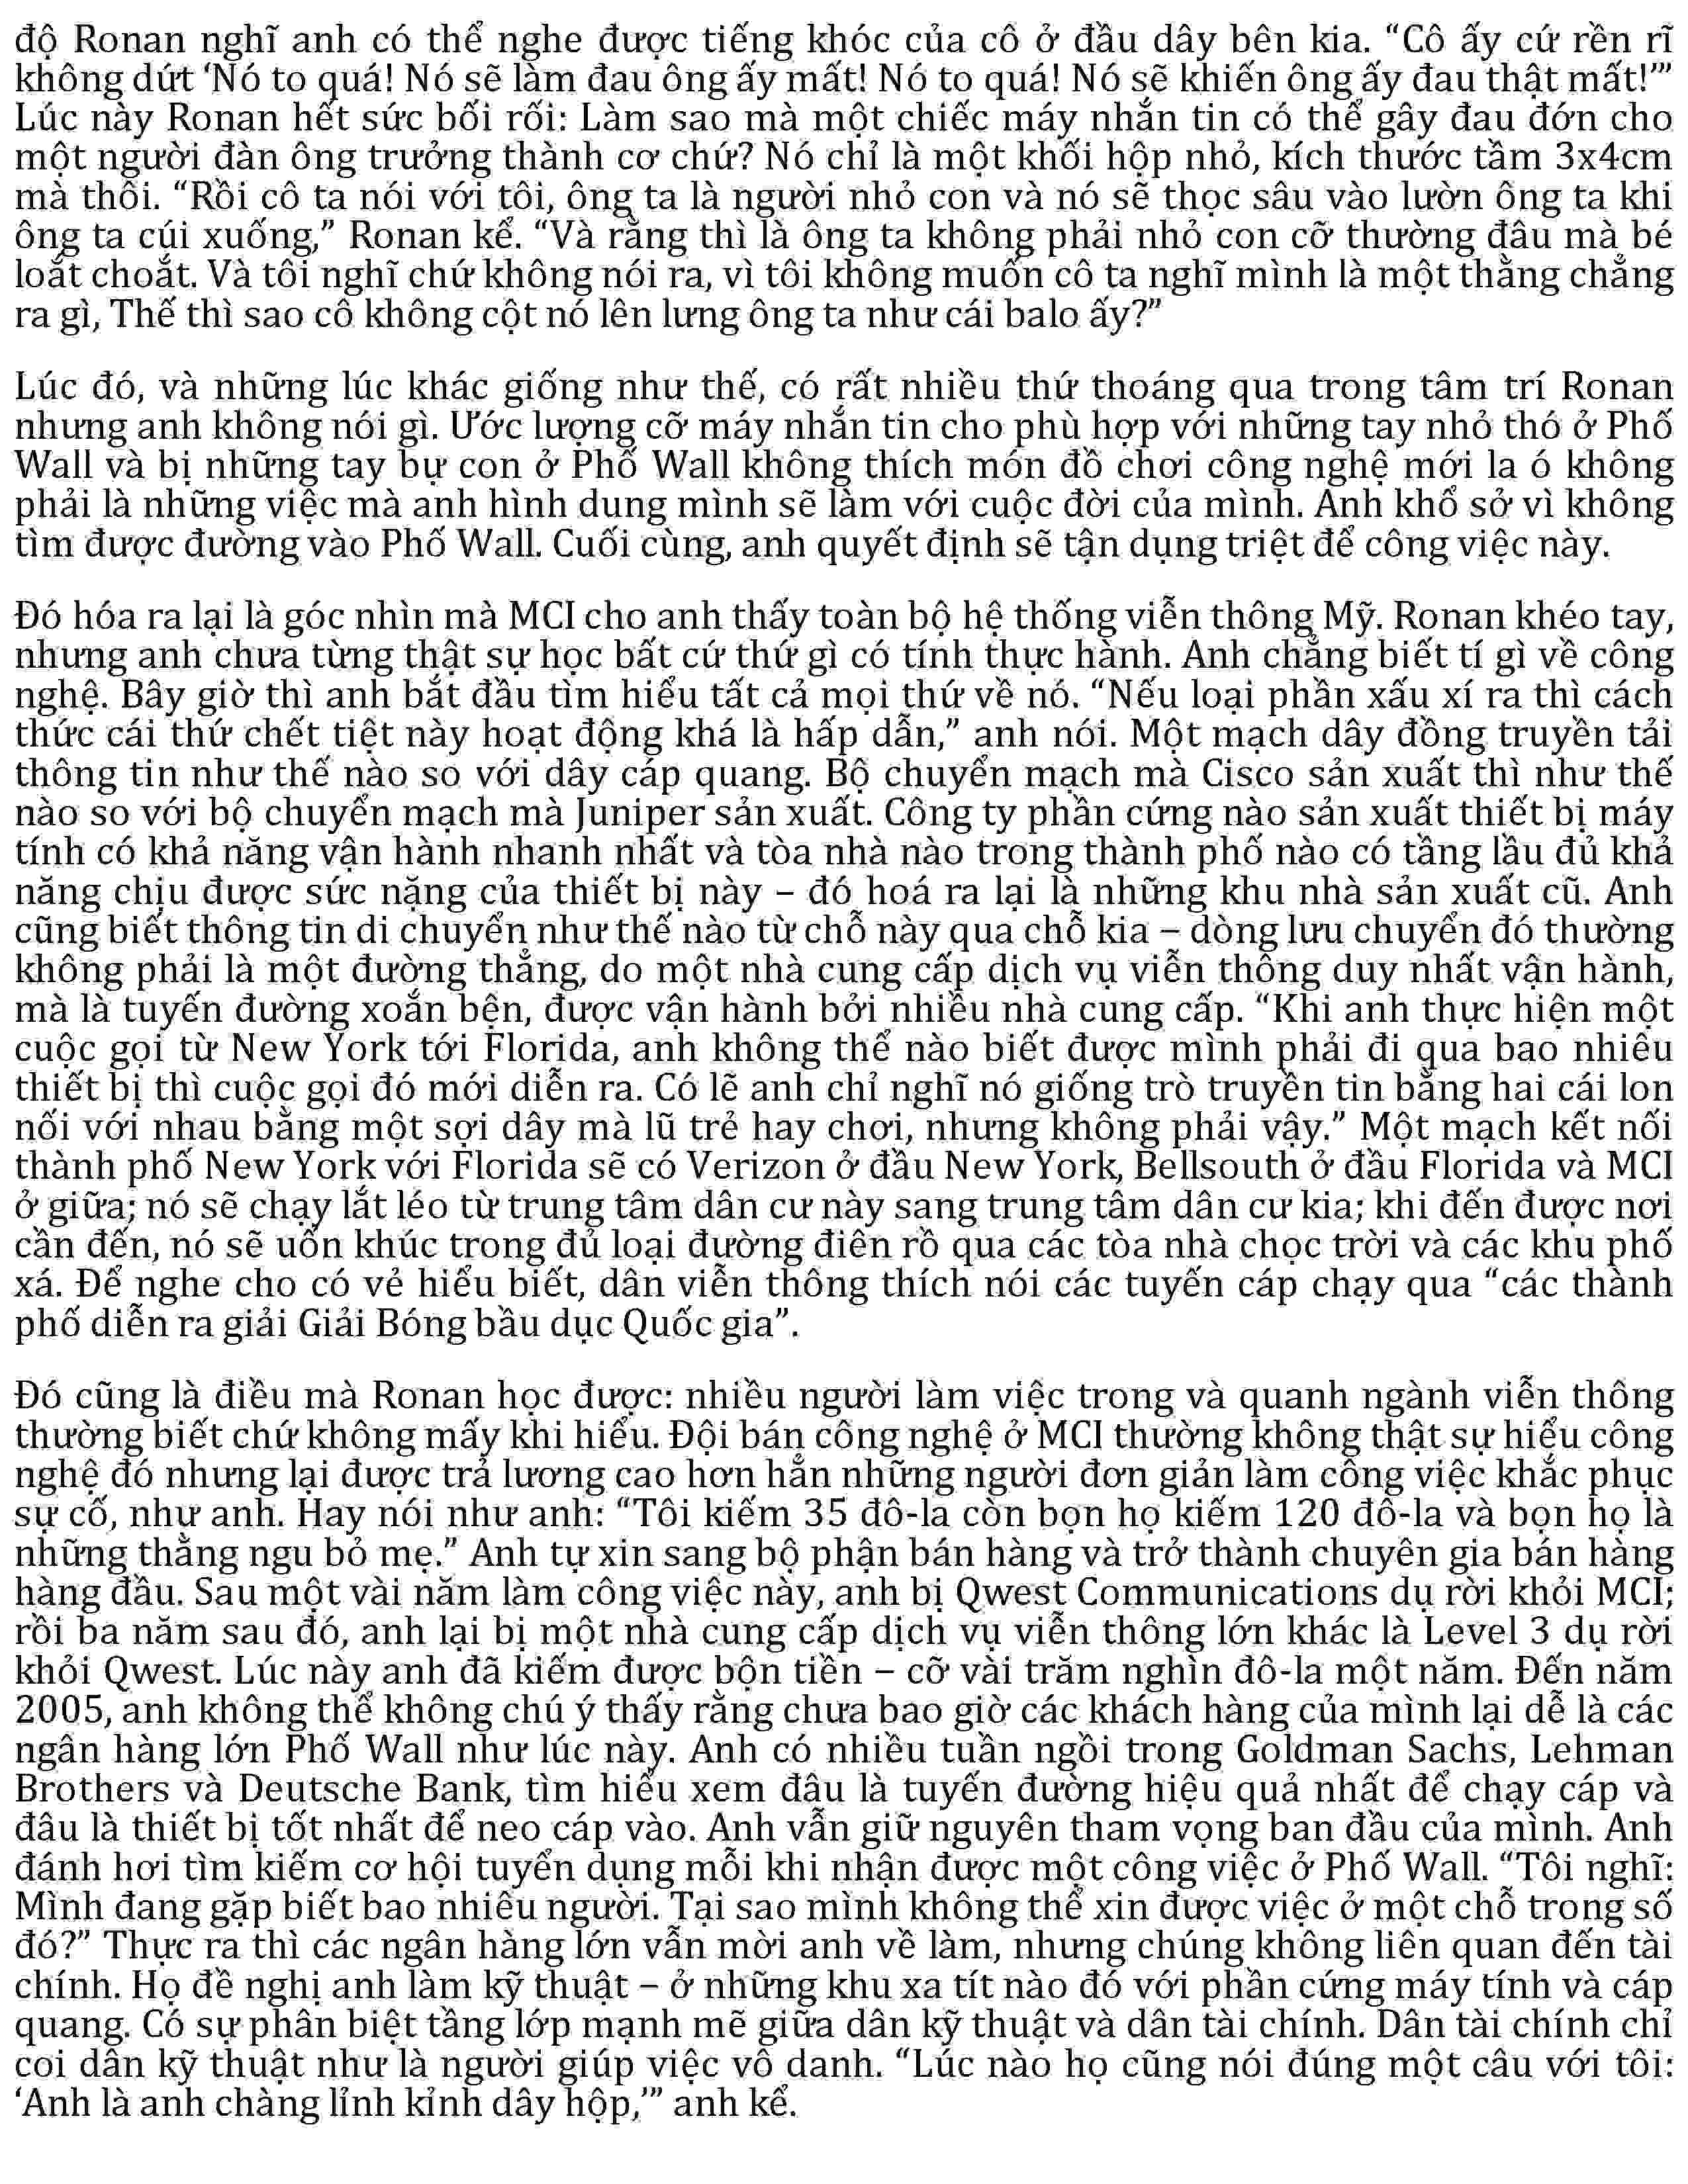 độ Ronan nghĩ anh có thể nghe được tiếng khóc của cô ở đầu dây bên kia. “Cô ấy cứ rền rĩ
không dứt ‘Nó to quá! Nó sẽ làm đau ông ấy mất! Nó to quá! Nó sẽ khiến ông ấy đau thật mất!’”
Lúc này Ronan hết sức bối rối: Làm sao mà một chiếc máy nhắn tin có thể gây đau đớn cho
một người đàn ông trưởng thành cơ chứ? Nó chỉ là một khối hộp nhỏ, kích thước tầm 3x4cm
mà thôi. “Rồi cô ta nói với tôi, ông ta là người nhỏ con và nó sẽ thọc sâu vào lườn ông ta khi
ông ta cúi xuống,” Ronan kể. “Và rằng thì là ông ta không phải nhỏ con cỡ thường đâu mà bé
loắt choắt. Và tôi nghĩ chứ không nói ra, vì tôi không muốn cô ta nghĩ mình là một thằng chẳng
ra gì, Thế thì sao cô không cột nó lên lưng ông ta như cái balo ấy?”
Lúc đó, và những lúc khác giống như thế, có rất nhiều thứ thoáng qua trong tâm trí Ronan
nhưng anh không nói gì. Ước lượng cỡ máy nhắn tin cho phù hợp với những tay nhỏ thó ở Phố
Wall và bị những tay bự con ở Phố Wall không thích món đồ chơi công nghệ mới la ó không
phải là những việc mà anh hình dung mình sẽ làm với cuộc đời của mình. Anh khổ sở vì không
tìm được đường vào Phố Wall. Cuối cùng, anh quyết định sẽ tận dụng triệt để công việc này.
Đó hóa ra lại là góc nhìn mà MCI cho anh thấy toàn bộ hệ thống viễn thông Mỹ. Ronan khéo tay,
nhưng anh chưa từng thật sự học bất cứ thứ gì có tính thực hành. Anh chẳng biết tí gì về công
nghệ. Bây giờ thì anh bắt đầu tìm hiểu tất cả mọi thứ về nó. “Nếu loại phần xấu xí ra thì cách
thức cái thứ chết tiệt này hoạt động khá là hấp dẫn,” anh nói. Một mạch dây đồng truyền tải
thông tin như thế nào so với dây cáp quang. Bộ chuyển mạch mà Cisco sản xuất thì như thế
nào so với bộ chuyển mạch mà Juniper sản xuất. Công ty phần cứng nào sản xuất thiết bị máy
tính có khả năng vận hành nhanh nhất và tòa nhà nào trong thành phố nào có tầng lầu đủ khả
năng chịu được sức nặng của thiết bị này – đó hoá ra lại là những khu nhà sản xuất cũ. Anh
cũng biết thông tin di chuyển như thế nào từ chỗ này qua chỗ kia – dòng lưu chuyển đó thường
không phải là một đường thẳng, do một nhà cung cấp dịch vụ viễn thông duy nhất vận hành,
mà là tuyến đường xoắn bện, được vận hành bởi nhiều nhà cung cấp. “Khi anh thực hiện một
cuộc gọi từ New York tới Florida, anh không thể nào biết được mình phải đi qua bao nhiêu
thiết bị thì cuộc gọi đó mới diễn ra. Có lẽ anh chỉ nghĩ nó giống trò truyền tin bằng hai cái lon
nối với nhau bằng một sợi dây mà lũ trẻ hay chơi, nhưng không phải vậy.” Một mạch kết nối
thành phố New York với Florida sẽ có Verizon ở đầu New York, Bellsouth ở đầu Florida và MCI
ở giữa; nó sẽ chạy lắt léo từ trung tâm dân cư này sang trung tâm dân cư kia; khi đến được nơi
cần đến, nó sẽ uốn khúc trong đủ loại đường điên rồ qua các tòa nhà chọc trời và các khu phố
xá. Để nghe cho có vẻ hiểu biết, dân viễn thông thích nói các tuyến cáp chạy qua “các thành
phố diễn ra giải Giải Bóng bầu dục Quốc gia”.
Đó cũng là điều mà Ronan học được: nhiều người làm việc trong và quanh ngành viễn thông
thường biết chứ không mấy khi hiểu. Đội bán công nghệ ở MCI thường không thật sự hiểu công
nghệ đó nhưng lại được trả lương cao hơn hẳn những người đơn giản làm công việc khắc phục
sự cố, như anh. Hay nói như anh: “Tôi kiếm 35 đô-la còn bọn họ kiếm 120 đô-la và bọn họ là
những thằng ngu bỏ mẹ.” Anh tự xin sang bộ phận bán hàng và trở thành chuyên gia bán hàng
hàng đầu. Sau một vài năm làm công việc này, anh bị Qwest Communications dụ rời khỏi MCI;
rồi ba năm sau đó, anh lại bị một nhà cung cấp dịch vụ viễn thông lớn khác là Level 3 dụ rời
khỏi Qwest. Lúc này anh đã kiếm được bộn tiền – cỡ vài trăm nghìn đô-la một năm. Đến năm
2005, anh không thể không chú ý thấy rằng chưa bao giờ các khách hàng của mình lại dễ là các
ngân hàng lớn Phố Wall như lúc này. Anh có nhiều tuần ngồi trong Goldman Sachs, Lehman
Brothers và Deutsche Bank, tìm hiểu xem đâu là tuyến đường hiệu quả nhất để chạy cáp và
đâu là thiết bị tốt nhất để neo cáp vào. Anh vẫn giữ nguyên tham vọng ban đầu của mình. Anh
đánh hơi tìm kiếm cơ hội tuyển dụng mỗi khi nhận được một công việc ở Phố Wall. “Tôi nghĩ:
Mình đang gặp biết bao nhiêu người. Tại sao mình không thể xin được việc ở một chỗ trong số
đó?” Thực ra thì các ngân hàng lớn vẫn mời anh về làm, nhưng chúng không liên quan đến tài
chính. Họ đề nghị anh làm kỹ thuật – ở những khu xa tít nào đó với phần cứng máy tính và cáp
quang. Có sự phân biệt tầng lớp mạnh mẽ giữa dân kỹ thuật và dân tài chính. Dân tài chính chỉ
coi dân kỹ thuật như là người giúp việc vô danh. “Lúc nào họ cũng nói đúng một câu với tôi:
‘Anh là anh chàng lỉnh kỉnh dây hộp,’” anh kể.